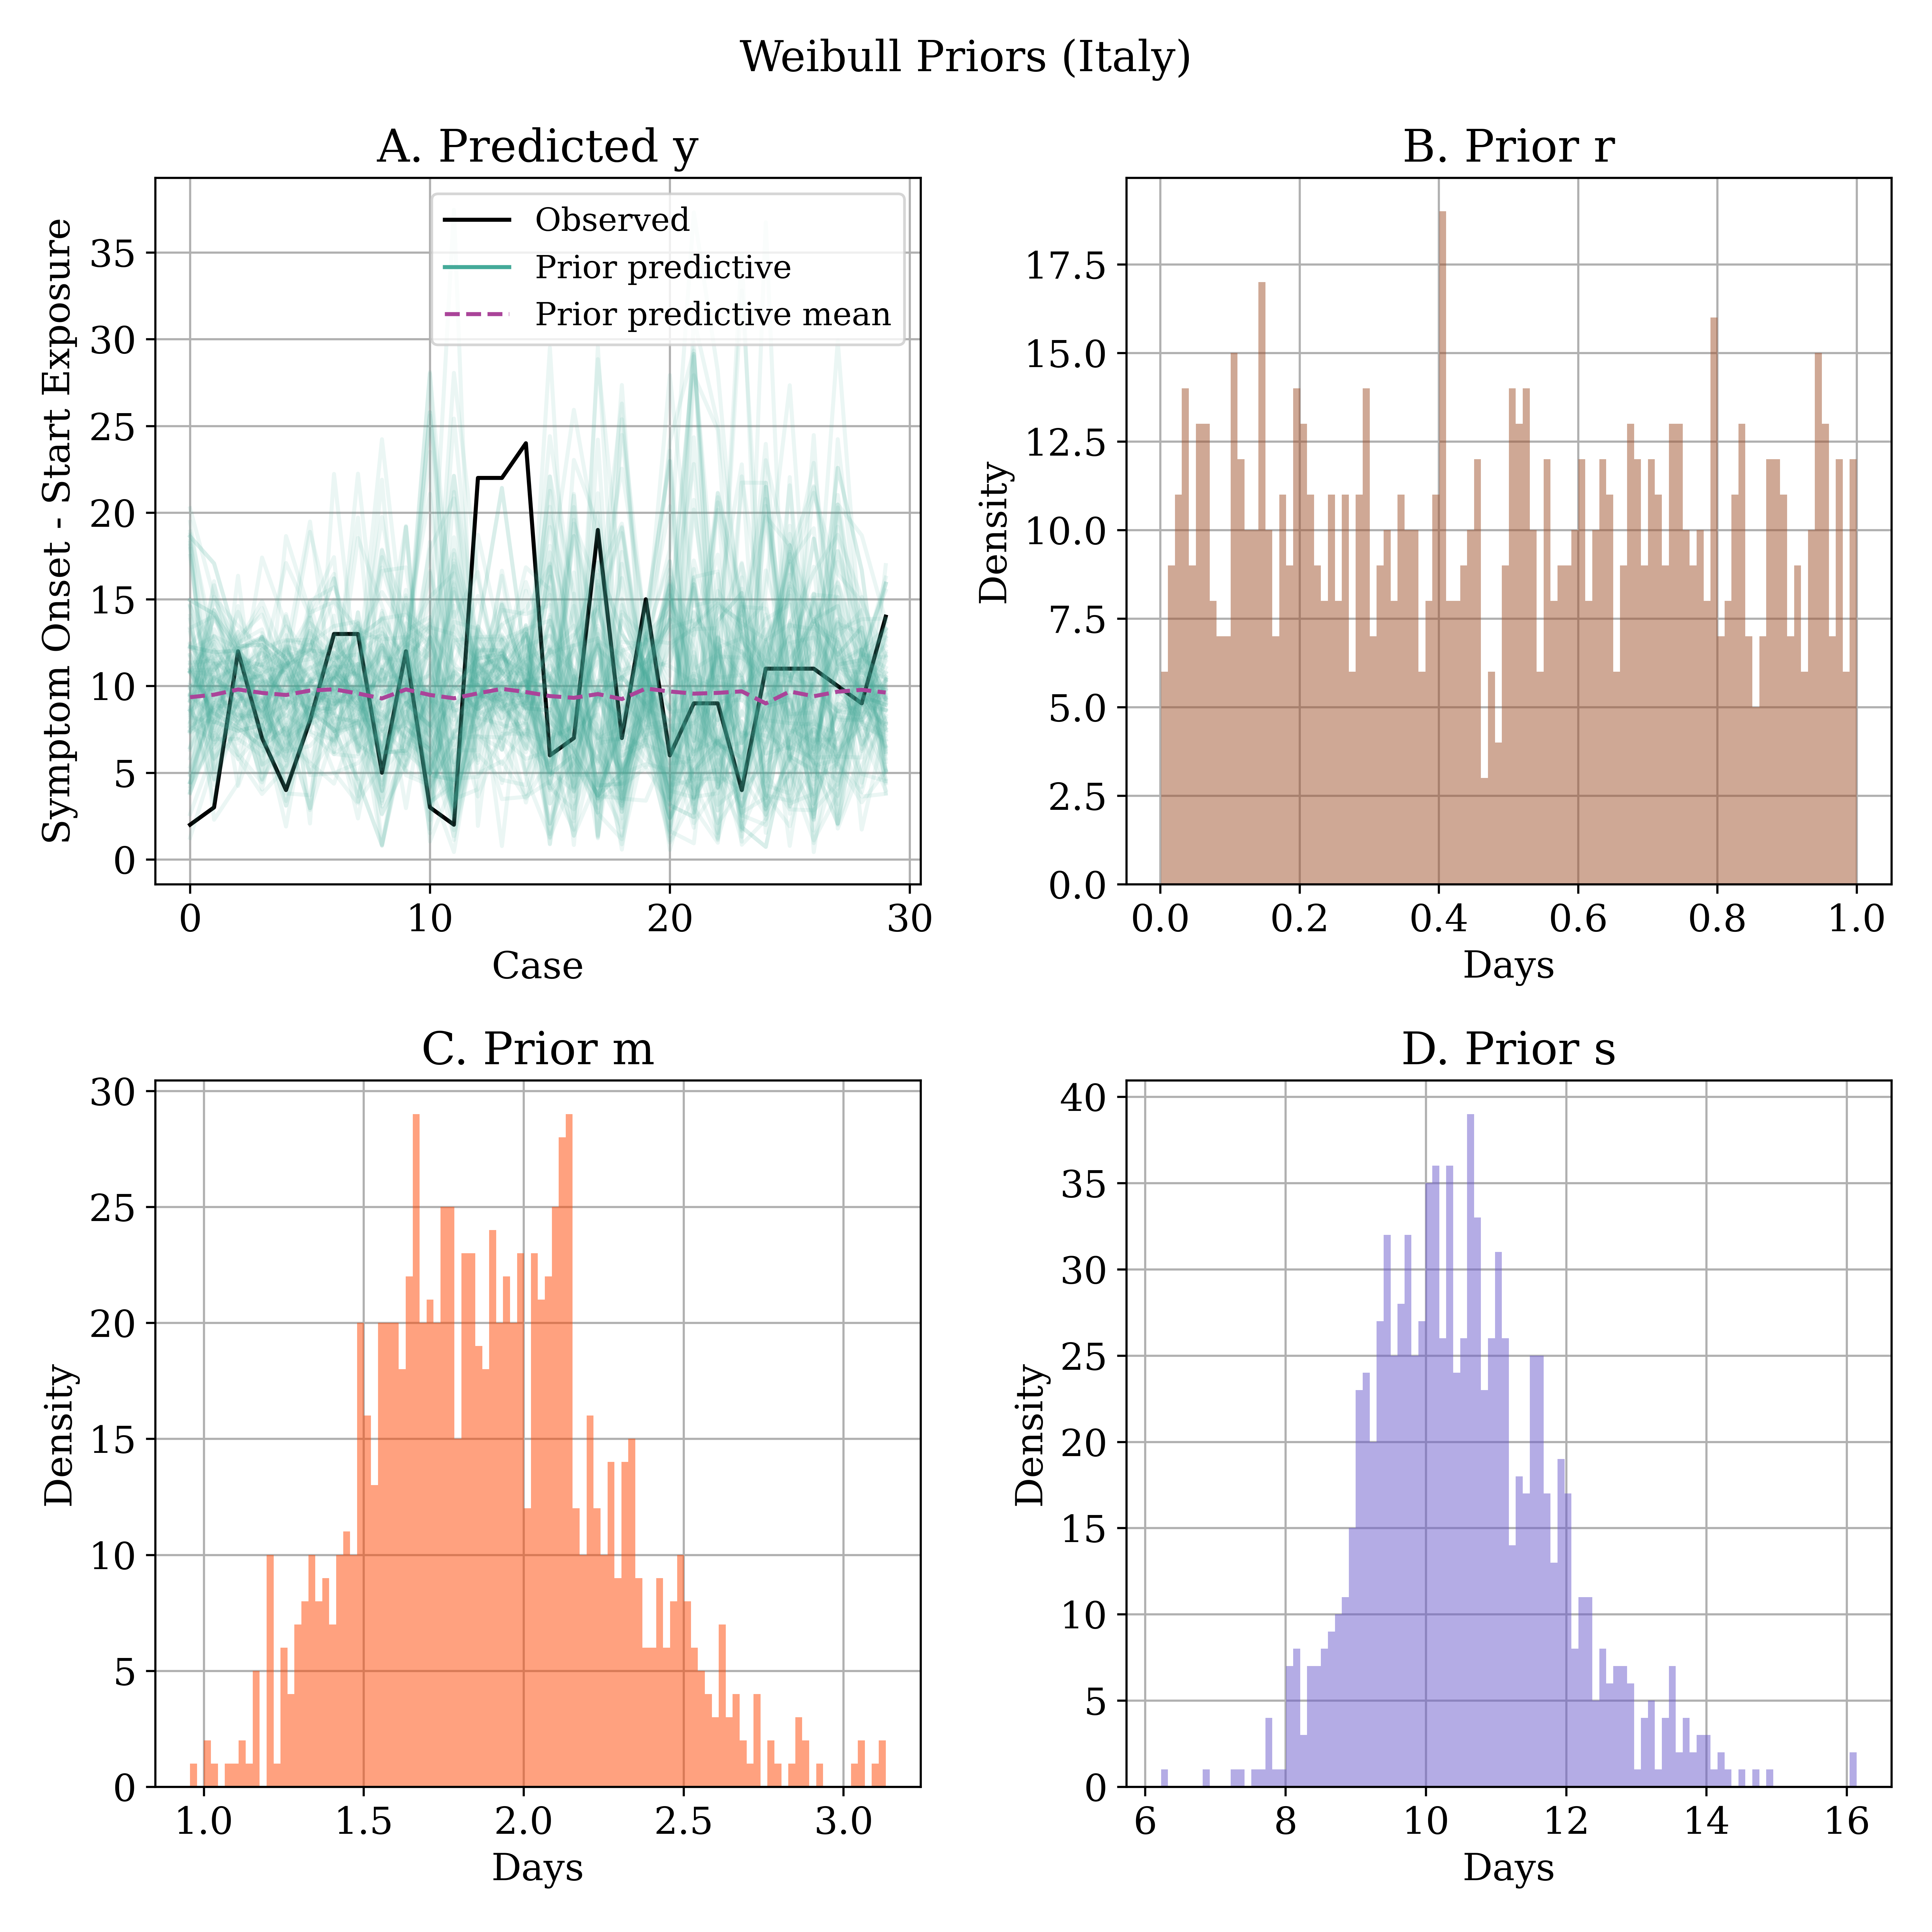 Weibull Priors (Italy)
A. Predicted y
Symptom Onset - Start Exposure
35
30
25
20
15
10
5
0
Observed
Prior predictive
Prior predictive mean
0 10 20 30
Case
B. Prior r
Density
17.5
15.0
12.5
10.0
7.5
5.0
2.5
0.0
0.0 0.2 0.4 0.6 0.8 1.0
Days
C. Prior m
Density
30
25
20
15
10
5
0
1.0 1.5 2.0 2.5 3.0
Days
D. Prior s
Density
40
35
30
25
20
15
10
5
0
6 8 10 12 14 16
Days